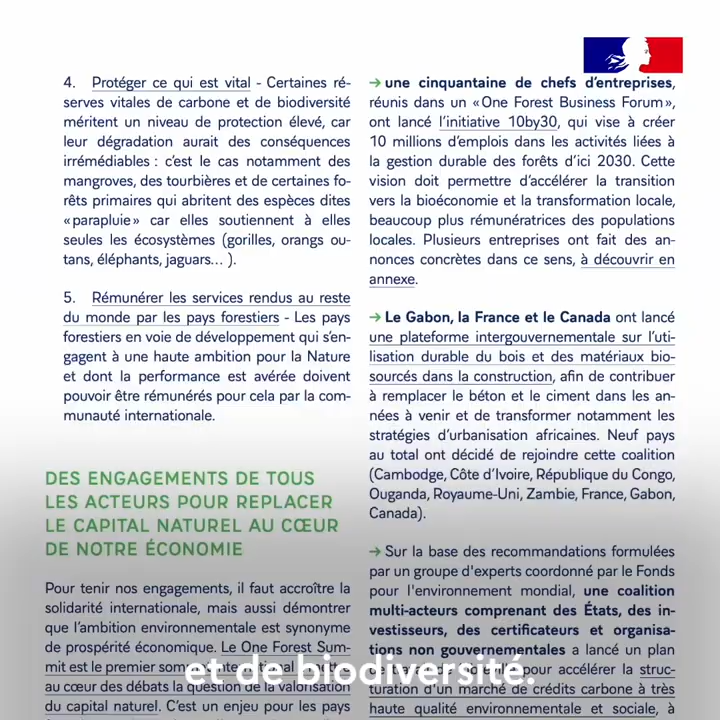 4. Protéger ce qui est vital - Certaines ré-
serves vitales de carbone et de biodiversité
méritent un niveau de protection élevé, car
leur dégradation aurait des conséquences
irrémédiables : c’est le cas notamment des
mangroves, des tourbières et de certaines fo-
rêts primaires qui abritent des espèces dites
«parapluie» car elles soutiennent à elles
seules les écosystèmes (gorilles, orangs ou-
tans, éléphants, jaguars... ).
5. Rémunérer les services rendus au reste
du monde par les pays forestiers - Les pays
forestiers en voie de développement qui s’en-
gagent à une haute ambition pour la Nature
et dont la performance est avérée doivent
pouvoir être rémunérés pour cela par la com-
munauté internationale.
DES ENGAGEMENTS DE TOUS
LES ACTEURS POUR REPLACER
LE CAPITAL NATUREL AU CŒUR
DE NOTRE ÉCONOMIE
Pour tenir nos engagements, il faut accroître la
solidarité internationale, mais aussi démontrer
que l’ambition environnementale est synonyme
de prospérité économique. Le One Forest Sum-
mit est le premier
au cœur des débats la question de la valorisation
du capital naturel. C’est un enjeu pour les pays
→ une cinquantaine de chefs d’entreprises,
réunis dans un «One Forest Business Forum»,
ont lancé l’initiative 10by30, qui vise à créer
10 millions d’emplois dans les activités liées à
la gestion durable des forêts d’ici 2030. Cette
vision doit permettre d’accélérer la transition
vers la bioéconomie et la transformation locale,
beaucoup plus rémunératrices des populations
locales. Plusieurs entreprises ont fait des an-
nonces concrètes dans ce sens, à découvrir en
annexe.
→ Le Gabon, la France et le Canada ont lancé
une plateforme intergouvernementale sur l’uti-
lisation durable du bois et des matériaux bio-
sourcés dans la construction, afin de contribuer
à remplacer le béton et le ciment dans les an-
nées à venir et de transformer notamment les
stratégies d’urbanisation africaines. Neuf pays
au total ont décidé de rejoindre cette coalition
(Cambodge, Côte d’Ivoire, République du Congo,
Ouganda, Royaume-Uni, Zambie, France, Gabon,
Canada).
→ Sur la base des recommandations formulées
par un groupe d'experts coordonné par le Fonds
pour l'environnement mondial, une coalition
multi-acteurs comprenant des États, des in-
vestisseurs, des certificateurs et organisa-
tions non gouvernementales a lancé un plan
pour accélérer la struc-
turation d’un marché de crédits carbone à très
haute qualité environnementale et sociale, à
et de biodiversité.